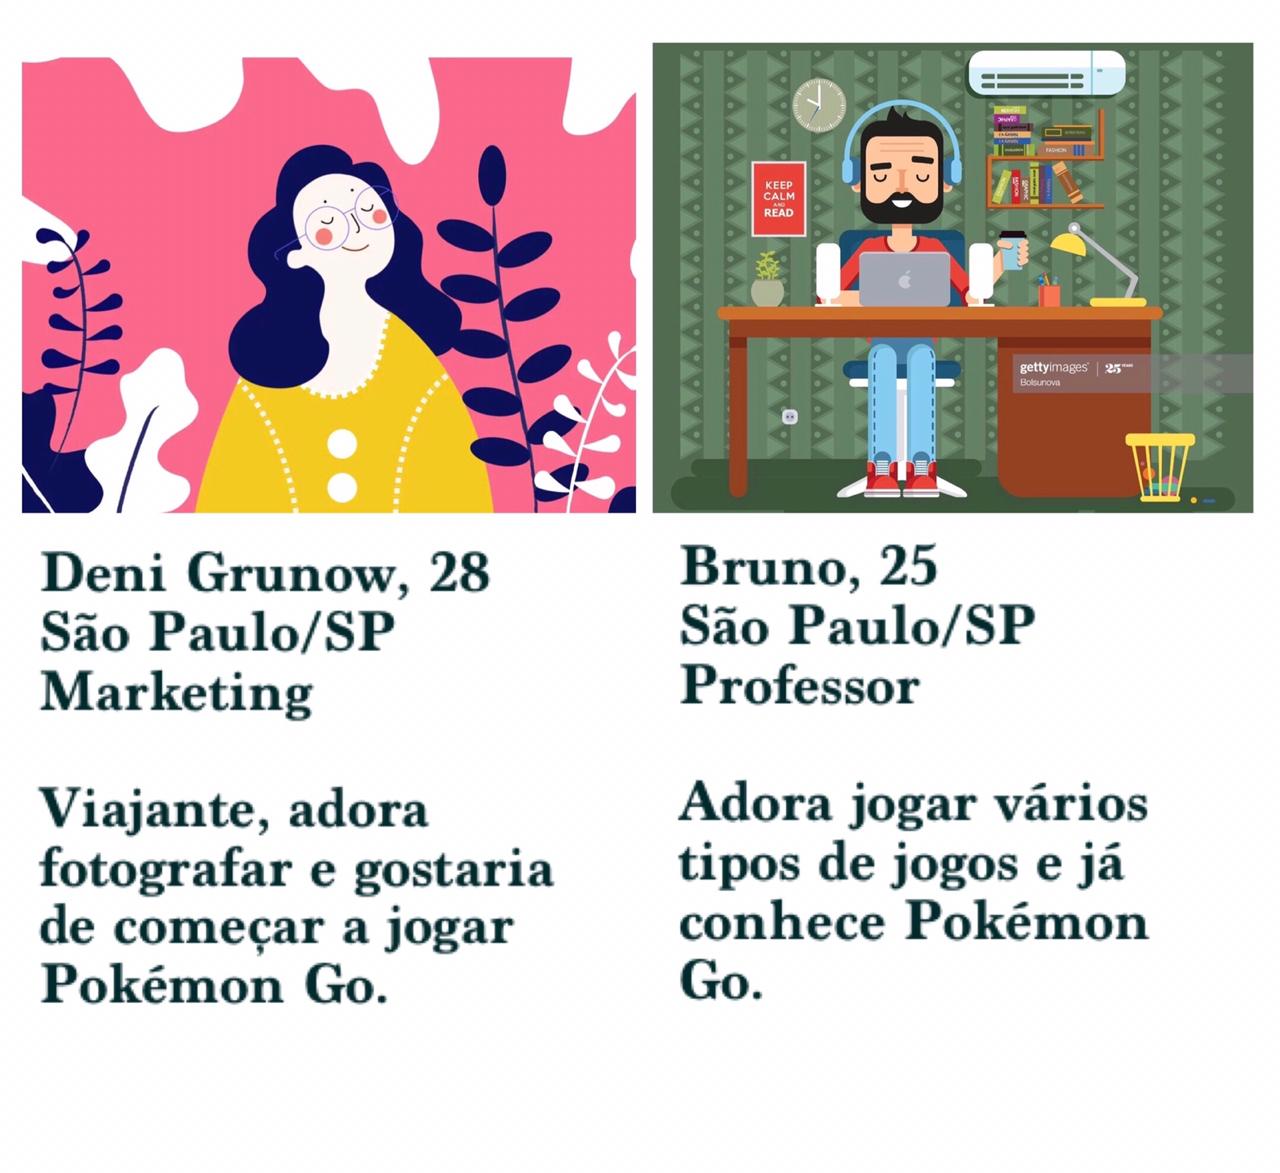 KEEP
CALM
AND
READ
FASHION
gettyimages® 25 YEARS
Bolsunova
Deni Grunow, 28
São Paulo/SP
Marketing
Viajante, adora
fotografar e gostaria
de começar a jogar
Pokémon Go.
Bruno, 25
São Paulo/SP
Professor
Adora jogar vários
tipos de jogos e já
conhece Pokémon
Go.